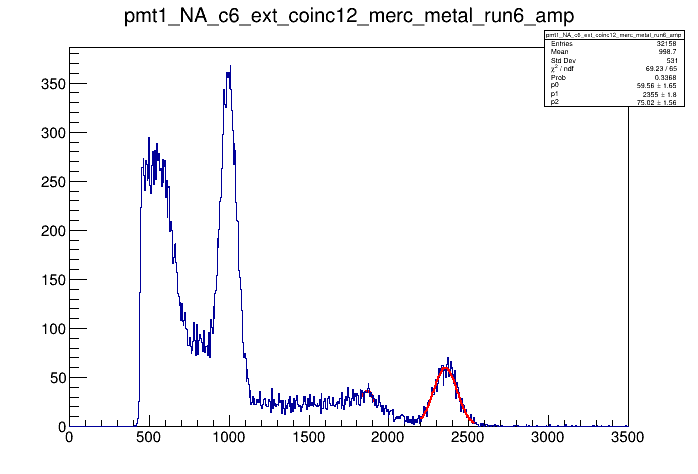 pmt1_NA_c6_ext_coinc12_merc_metal_run6_amp
pmt1_NA_c6_ext_coinc12_merc_metal_run6_amp
Entries 32158
Mean 998.7
Std Dev 531
χ² / ndf 69.23 / 65
Prob 0.3368
p0 59.56 ± 1.65
p1 2355 ± 1.8
p2 75.02 ± 1.56
350
300
250
200
150
100
50
0
0 500 1000 1500 2000 2500 3000 3500